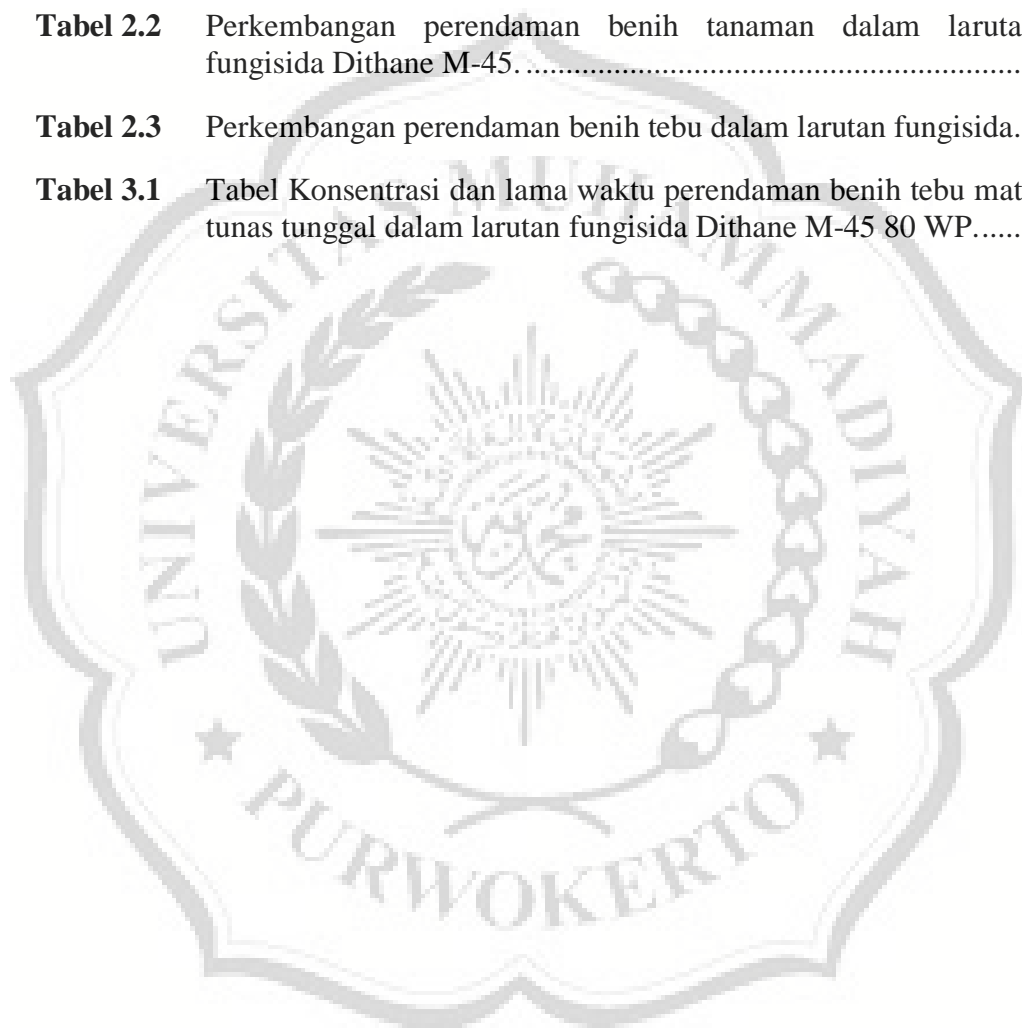 Tabel 2.2 Perkembangan perendaman benih tanaman dalam laruta
fungisida Dithane M-45. ..............................................................
Tabel 2.3 Perkembangan perendaman benih tebu dalam larutan fungisida.
Tabel 3.1 Tabel Konsentrasi dan lama waktu perendaman benih tebu mat
tunas tunggal dalam larutan fungisida Dithane M-45 80 WP......
UNIVERSITAS MUHAMMADIYAH
PURWOKERTO